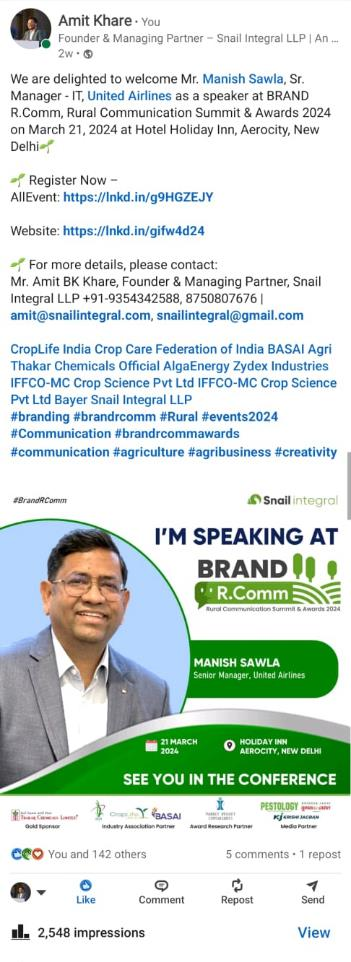 Amit Khare • You
Founder & Managing Partner – Snail Integral LLP | An ...
2w •
We are delighted to welcome Mr. Manish Sawla, Sr.
Manager - IT, United Airlines as a speaker at BRAND
R.Comm, Rural Communication Summit & Awards 2024
on March 21, 2024 at Hotel Holiday Inn, Aerocity, New
Delhi🌱
🌱 Register Now –
AllEvent: https://lnkd.in/g9HGZEJY
Website: https://lnkd.in/gifw4d24
🌱 For more details, please contact:
Mr. Amit BK Khare, Founder & Managing Partner, Snail
Integral LLP +91-9354342588, 8750807676 |
amit@snailintegral.com, snailintegral@gmail.com
CropLife India Crop Care Federation of India BASAI Agri
Thakar Chemicals Official AlgaEnergy Zydex Industries
IFFCO-MC Crop Science Pvt Ltd IFFCO-MC Crop Science
Pvt Ltd Bayer Snail Integral LLP
#branding #brandrcomm #Rural #events2024
#Communication #brandrcommawards
#communication #agriculture #agribusiness #creativity
#BrandRComm
Snail integral
I'M SPEAKING AT
BRAND
R.Comm
Rural Communication Summit & Awards 2024
MANISH SAWLA
Senior Manager, United Airlines
21 MARCH
2024
HOLIDAY INN
AEROCITY, NEW DELHI
SEE YOU IN THE CONFERENCE
THAKAR CHEMICALS LIMITED
CropLife
BASAI
PESTOLOGY
KRISHI JAGRAN
Gold Sponsor
Industry Association Partner
Award Research Partner
Media Partner
You and 142 others
5 comments • 1 repost
Like
Comment
Repost
Send
2,548 impressions
View